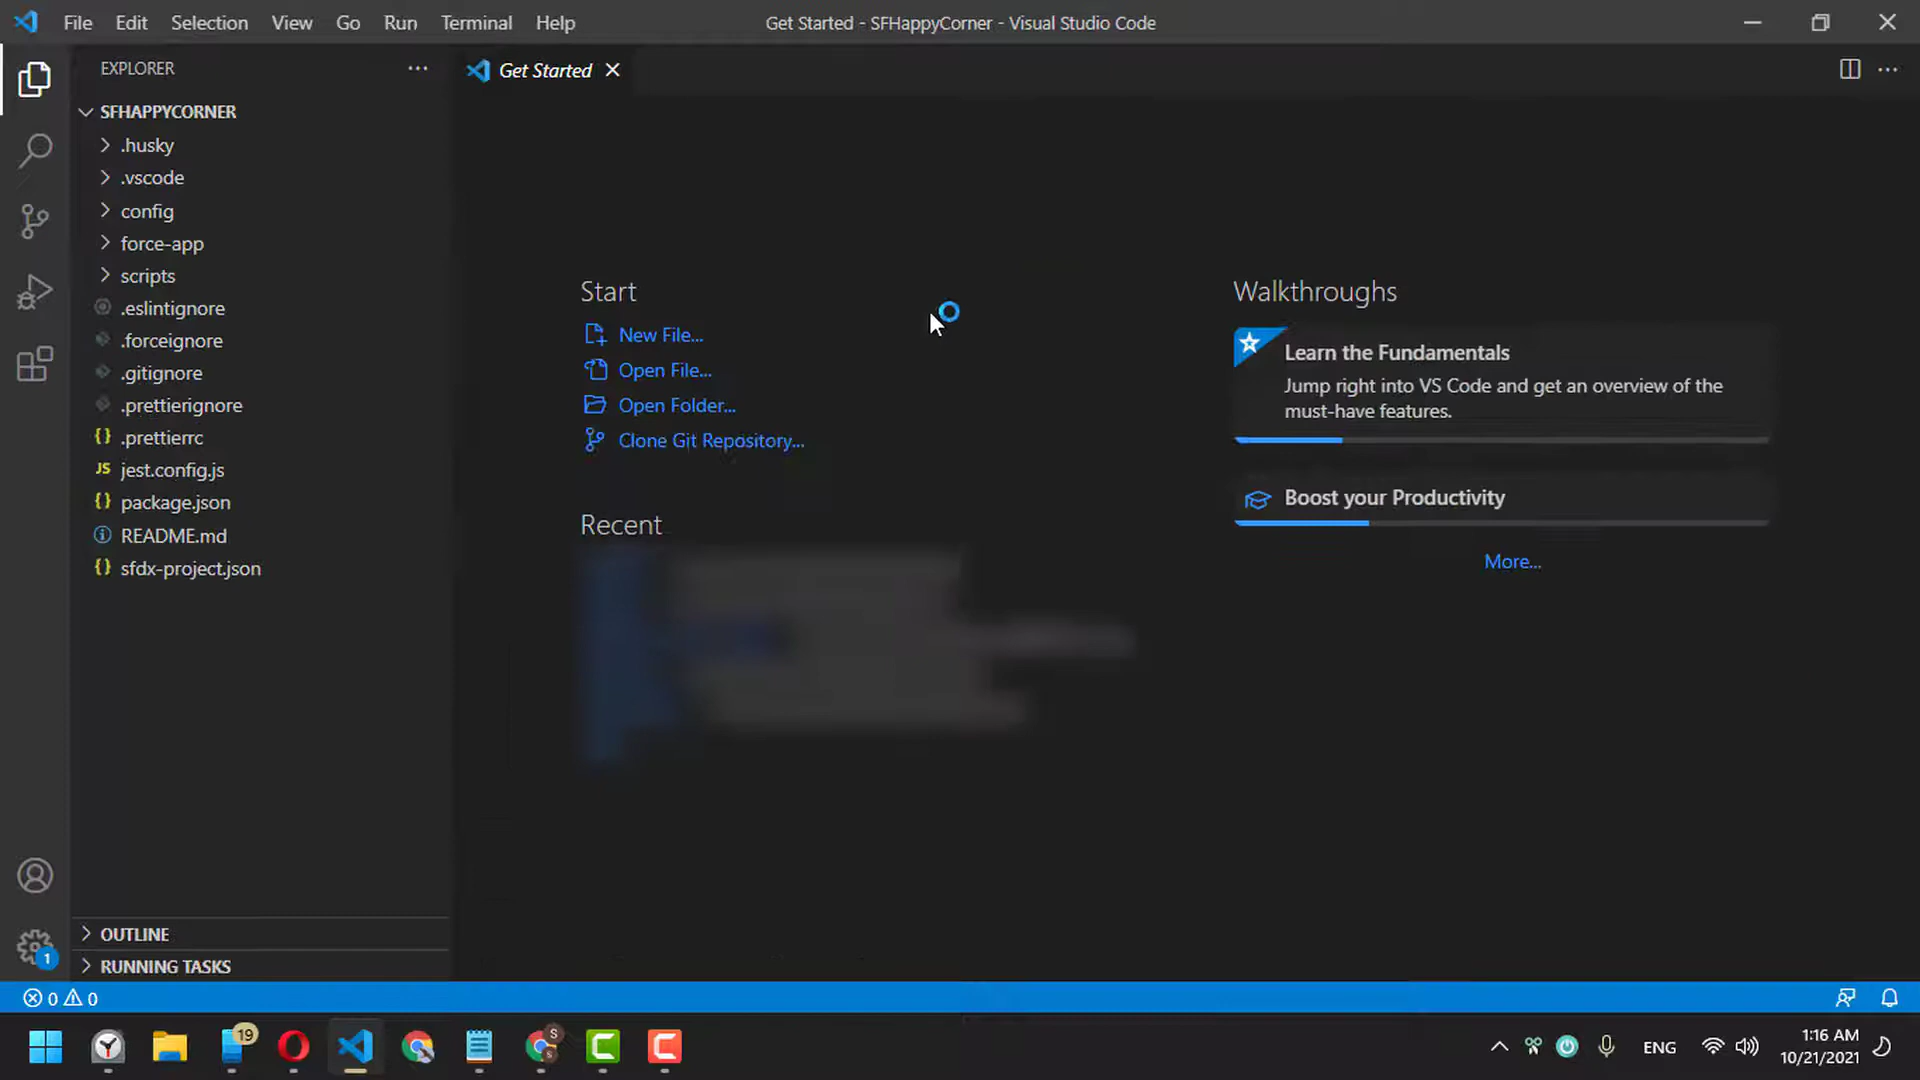 File Edit Selection View Go Run Terminal Help
Get Started - SFHappyCorner - Visual Studio Code
EXPLORER
Get Started
SFHAPPYCORNER
.husky
.vscode
config
force-app
scripts
.eslintignore
.forceignore
.gitignore
.prettierignore
.prettierrc
JS jest.config.js
package.json
README.md
sfdx-project.json
OUTLINE
RUNNING TASKS
Start
New File...
Open File...
Open Folder...
Clone Git Repository...
Recent
Walkthroughs
Learn the Fundamentals
Jump right into VS Code and get an overview of the
must-have features.
Boost your Productivity
More...
1
0 0
19
S
S
ENG
1:16 AM
10/21/2021